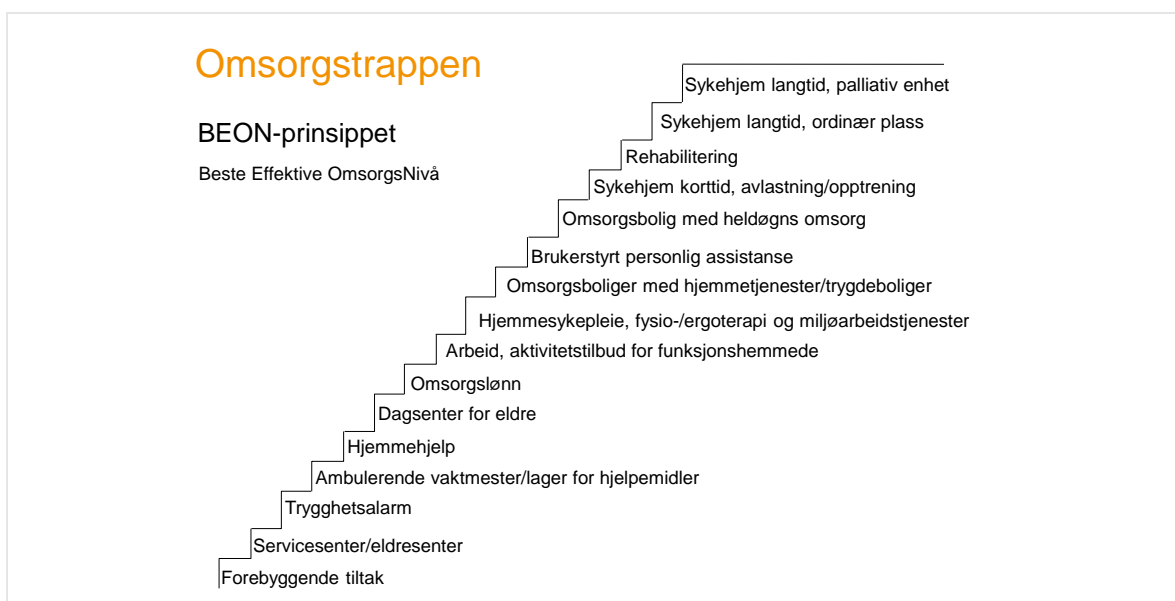 Omsorgstrappen
BEON-prinsippet
Beste Effektive OmsorgsNivå
Sykehjem langtid, palliativ enhet
Sykehjem langtid, ordinær plass
Rehabilitering
Sykehjem korttid, avlastning/opptrening
Omsorgsbolig med heldøgns omsorg
Brukerstyrt personlig assistanse
Omsorgsboliger med hjemmetjenester/trygdeboliger
Hjemmesykepleie, fysio-/ergoterapi og miljøarbeidstjenester
Arbeid, aktivitetstilbud for funksjonshemmede
Omsorgslønn
Dagsenter for eldre
Hjemmehjelp
Ambulerende vaktmester/lager for hjelpemidler
Trygghetsalarm
Servicesenter/eldresenter
Forebyggende tiltak